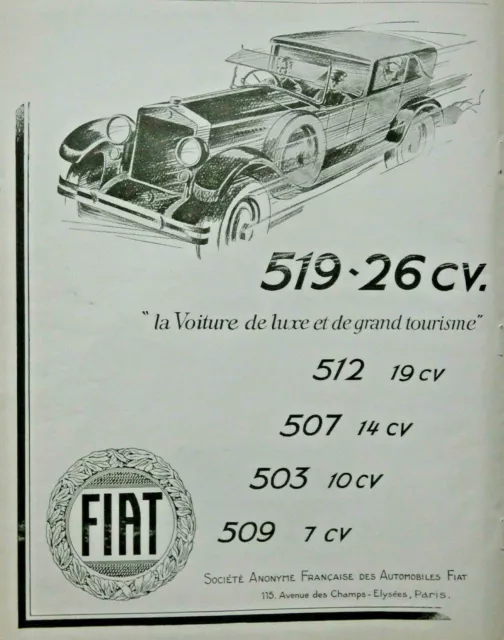 519-26 CV.
"la Voiture de luxe et de grand tourisme"
512 19 CV
507 14 CV
503 10 CV
509 7 CV
FIAT
SOCIÉTÉ ANONYME FRANÇAISE DES AUTOMOBILES FIAT
115. Avenue des Champs-Elysées, Paris.